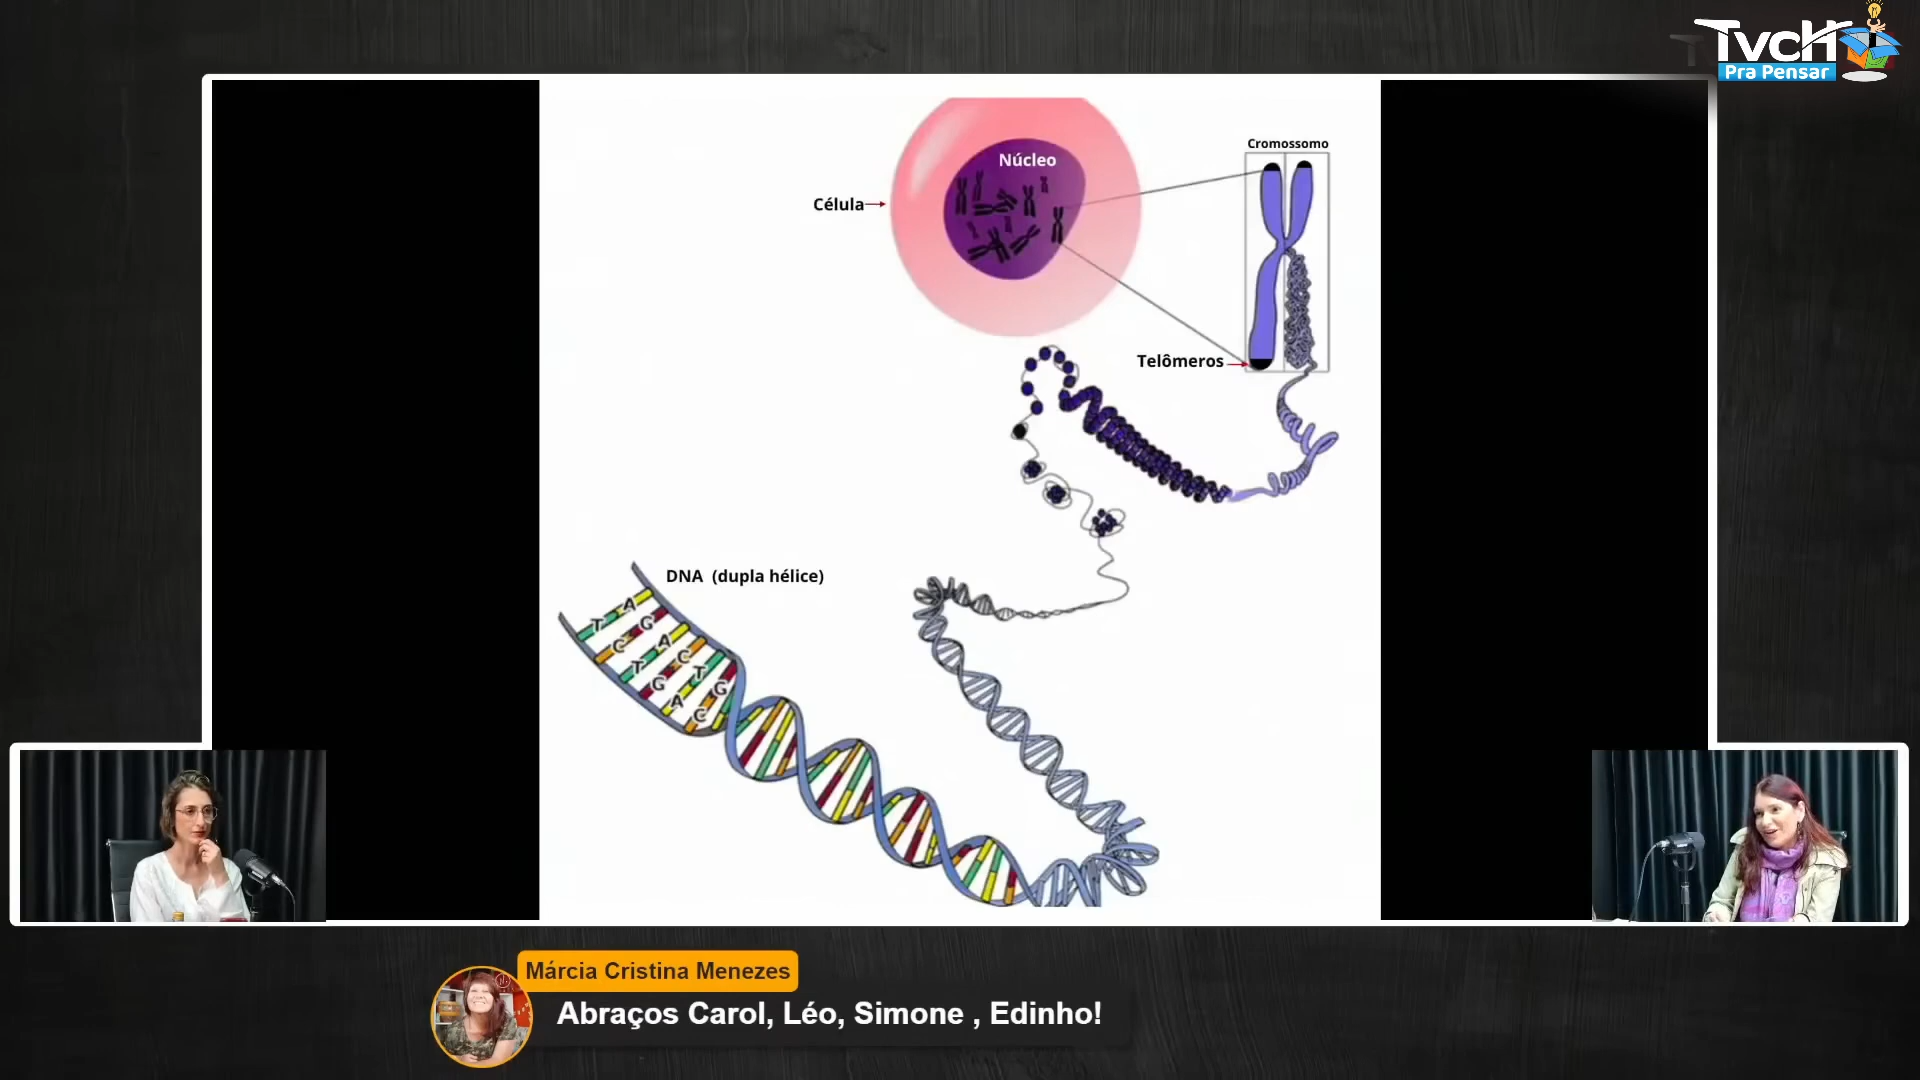 TvcH
Pra Pensar
Cromossomo
Núcleo
Célula
Telômeros
DNA (dupla hélice)
A
T
G
C
A
T
C
G
T
A
G
C
Márcia Cristina Menezes
Abraços Carol, Léo, Simone , Edinho!